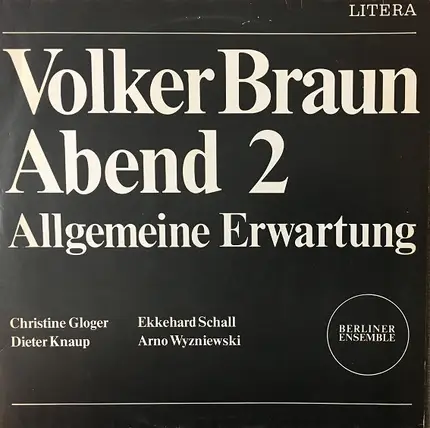 LITERA
Volker Braun
Abend 2
Allgemeine Erwartung
Christine Gloger
Dieter Knaup
Ekkehard Schall
Arno Wyzniewski
BERLINER
ENSEMBLE